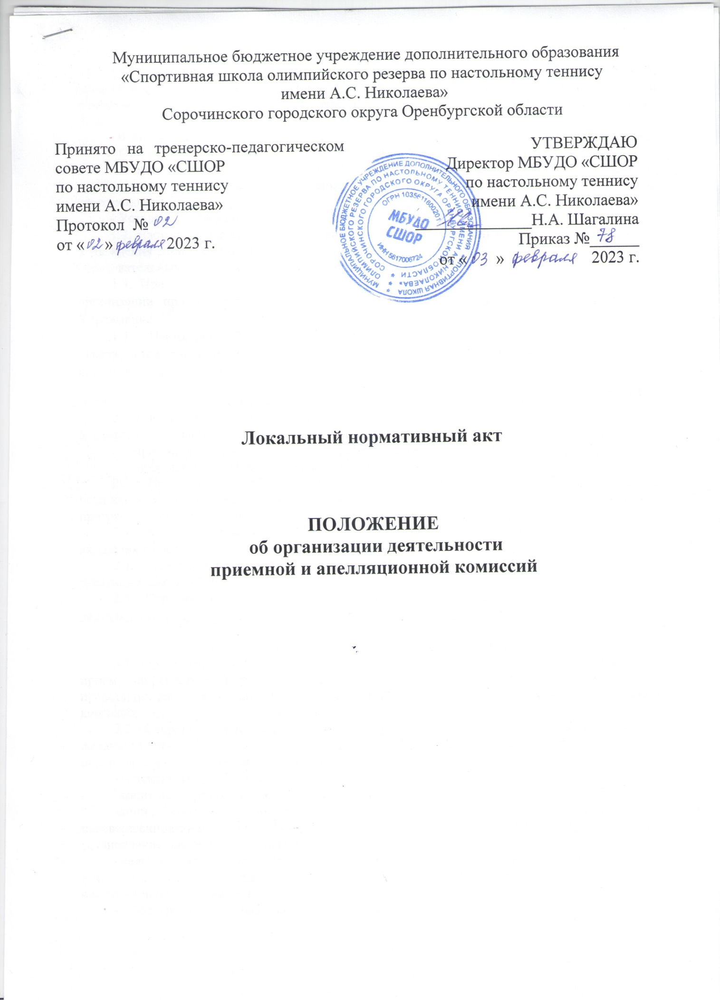 Муниципальное бюджетное учреждение дополнительного образования
«Спортивная школа олимпийского резерва по настольному теннису
имени А.С. Николаева»
Сорочинского городского округа Оренбургской области
Принято на тренерско-педагогическом
совете МБУДО «СШОР
по настольному теннису
имени А.С. Николаева»
Протокол № 02
от «02» февраля 2023 г.
УТВЕРЖДАЮ
Директор МБУДО «СШОР
по настольному теннису
имени А.С. Николаева»
Н.А. Шагалина
Приказ № 78
от « 03 » февраля 2023 г.
МУНИЦИПАЛЬНОЕ БЮДЖЕТНОЕ УЧРЕЖДЕНИЕ ДОПОЛНИТЕЛЬНОГО ОБРАЗОВАНИЯ «СПОРТИВНАЯ ШКОЛА
ОЛИМПИЙСКОГО РЕЗЕРВА ПО НАСТОЛЬНОМУ ТЕННИСУ ИМЕНИ А.С. НИКОЛАЕВА»
СОРОЧИНСКОГО ГОРОДСКОГО ОКРУГА ОРЕНБУРГСКОЙ ОБЛАСТИ
ОГРН 1035611800201
МБУДО
СШОР
ИНН 5617006724
Локальный нормативный акт
ПОЛОЖЕНИЕ
об организации деятельности
приемной и апелляционной комиссий